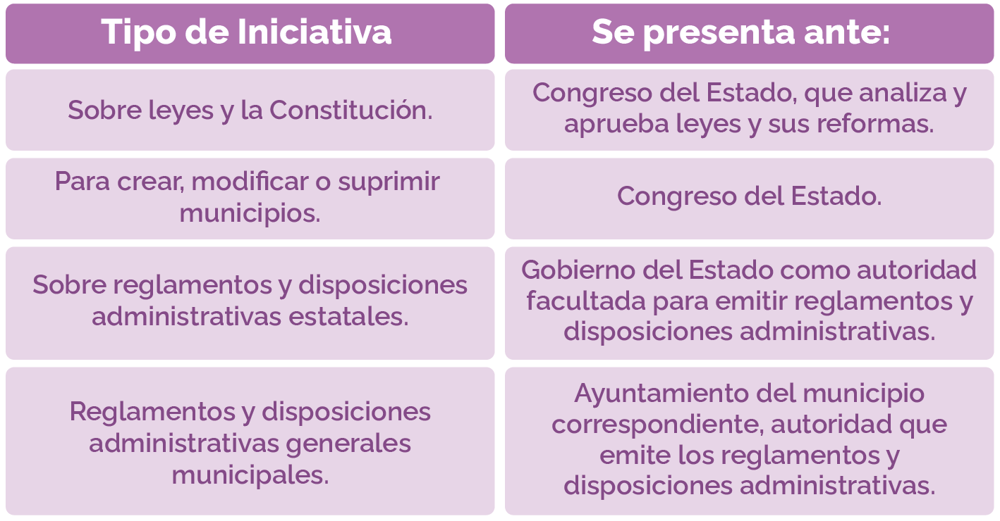 Tipo de Iniciativa
Se presenta ante:
Sobre leyes y la Constitución.
Congreso del Estado, que analiza y
aprueba leyes y sus reformas.
Para crear, modificar o suprimir
municipios.
Congreso del Estado.
Sobre reglamentos y disposiciones
administrativas estatales.
Gobierno del Estado como autoridad
facultada para emitir reglamentos y
disposiciones administrativas.
Reglamentos y disposiciones
administrativas generales
municipales.
Ayuntamiento del municipio
correspondiente, autoridad que
emite los reglamentos y
disposiciones administrativas.